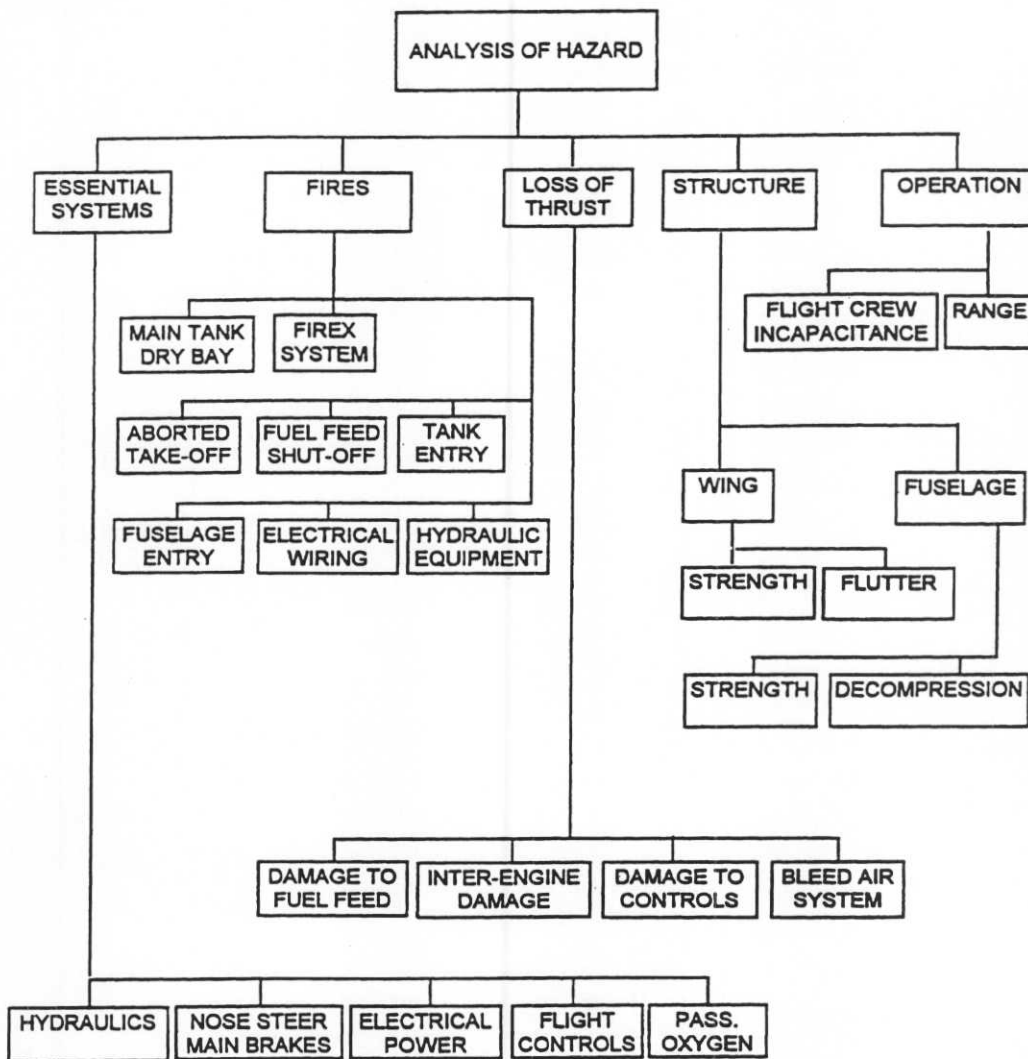 ANALYSIS OF HAZARD
ESSENTIAL
SYSTEMS
FIRES
LOSS OF
THRUST
STRUCTURE
OPERATION
FLIGHT CREW
INCAPACITANCE
RANGE
MAIN TANK
DRY BAY
FIREX
SYSTEM
ABORTED
TAKE-OFF
FUEL FEED
SHUT-OFF
TANK
ENTRY
WING
FUSELAGE
FUSELAGE
ENTRY
ELECTRICAL
WIRING
HYDRAULIC
EQUIPMENT
STRENGTH
FLUTTER
STRENGTH
DECOMPRESSION
DAMAGE TO
FUEL FEED
INTER-ENGINE
DAMAGE
DAMAGE TO
CONTROLS
BLEED AIR
SYSTEM
HYDRAULICS
NOSE STEER
MAIN BRAKES
ELECTRICAL
POWER
FLIGHT
CONTROLS
PASS.
OXYGEN